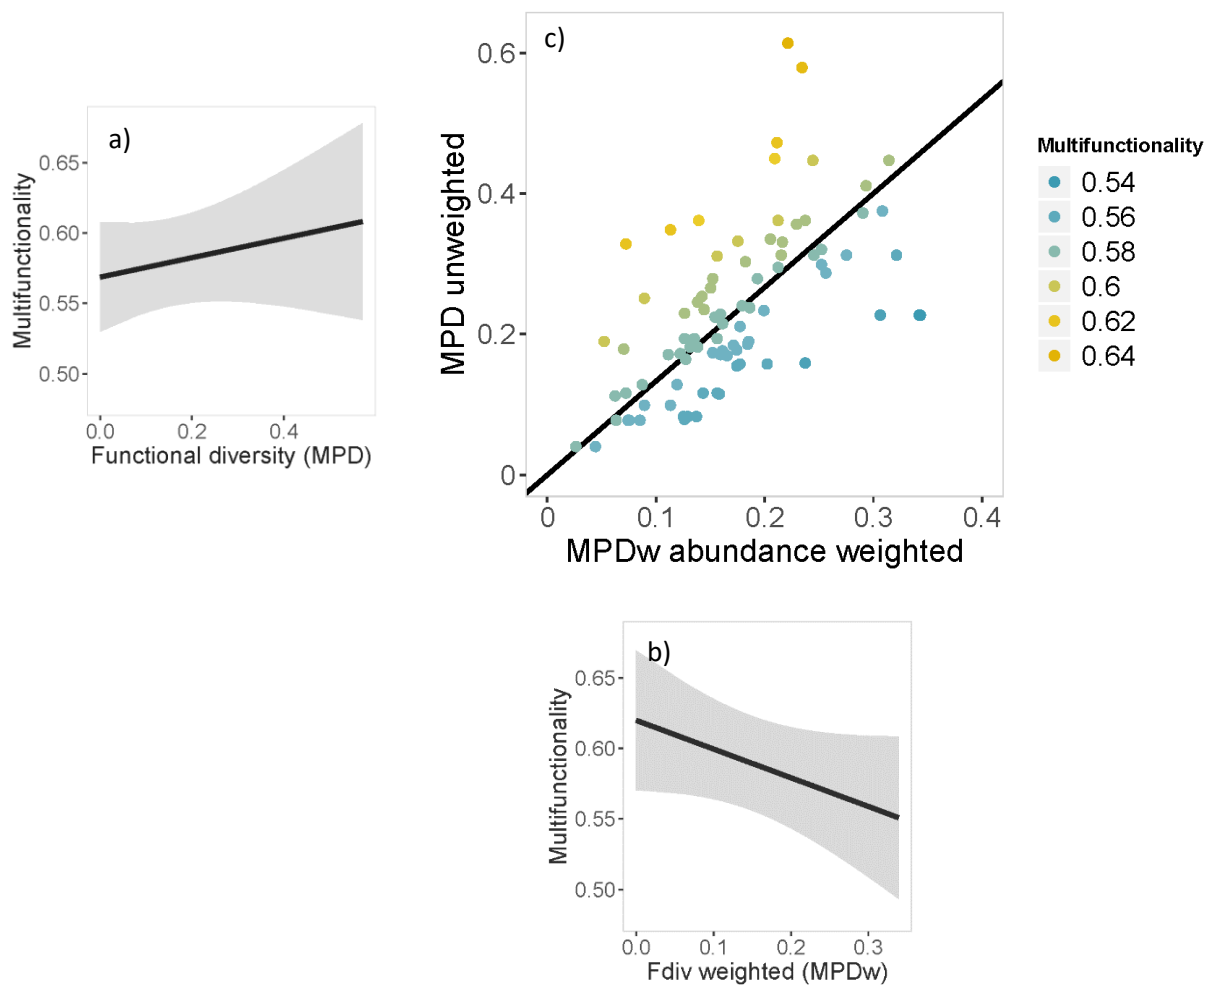 a)
Multifunctionality
0.65
0.60
0.55
0.50
0.0 0.2 0.4
Functional diversity (MPD)
c)
MPD unweighted
0.6
0.4
0.2
0
0 0.1 0.2 0.3 0.4
MPDw abundance weighted
Multifunctionality
0.54
0.56
0.58
0.6
0.62
0.64
b)
Multifunctionality
0.65
0.60
0.55
0.50
0.0 0.1 0.2 0.3
Fdiv weighted (MPDw)